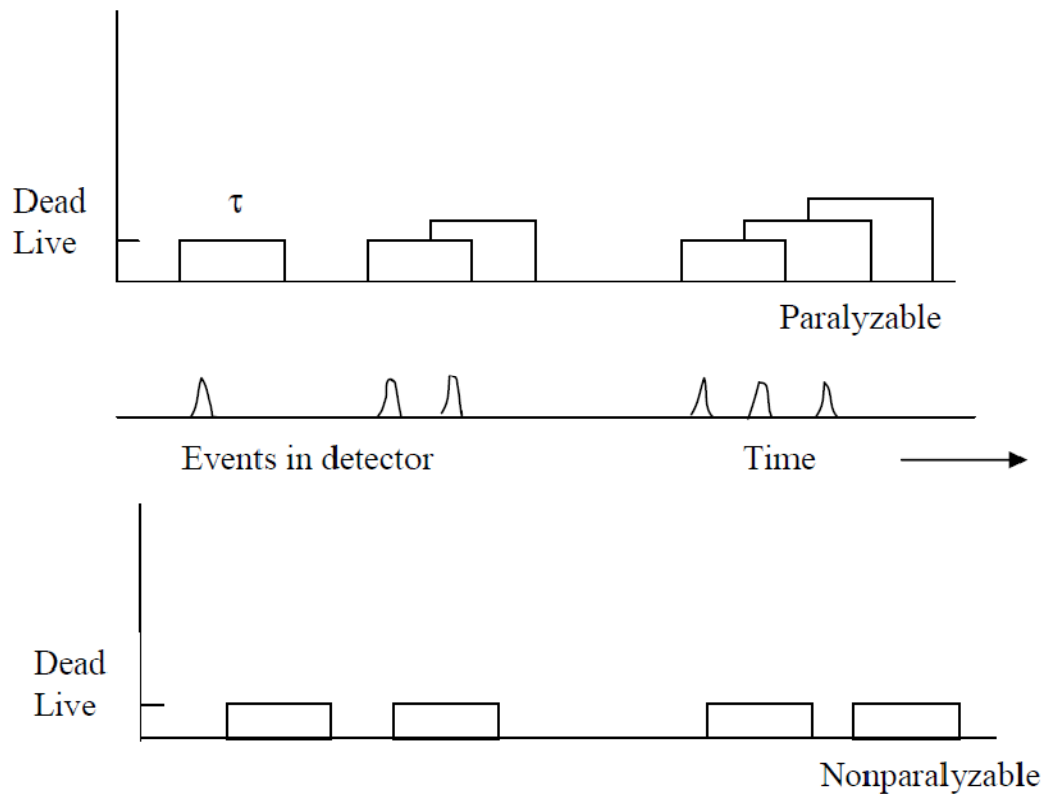 Dead
τ
Live
Paralyzable
Events in detector
Time
Dead
Live
Nonparalyzable